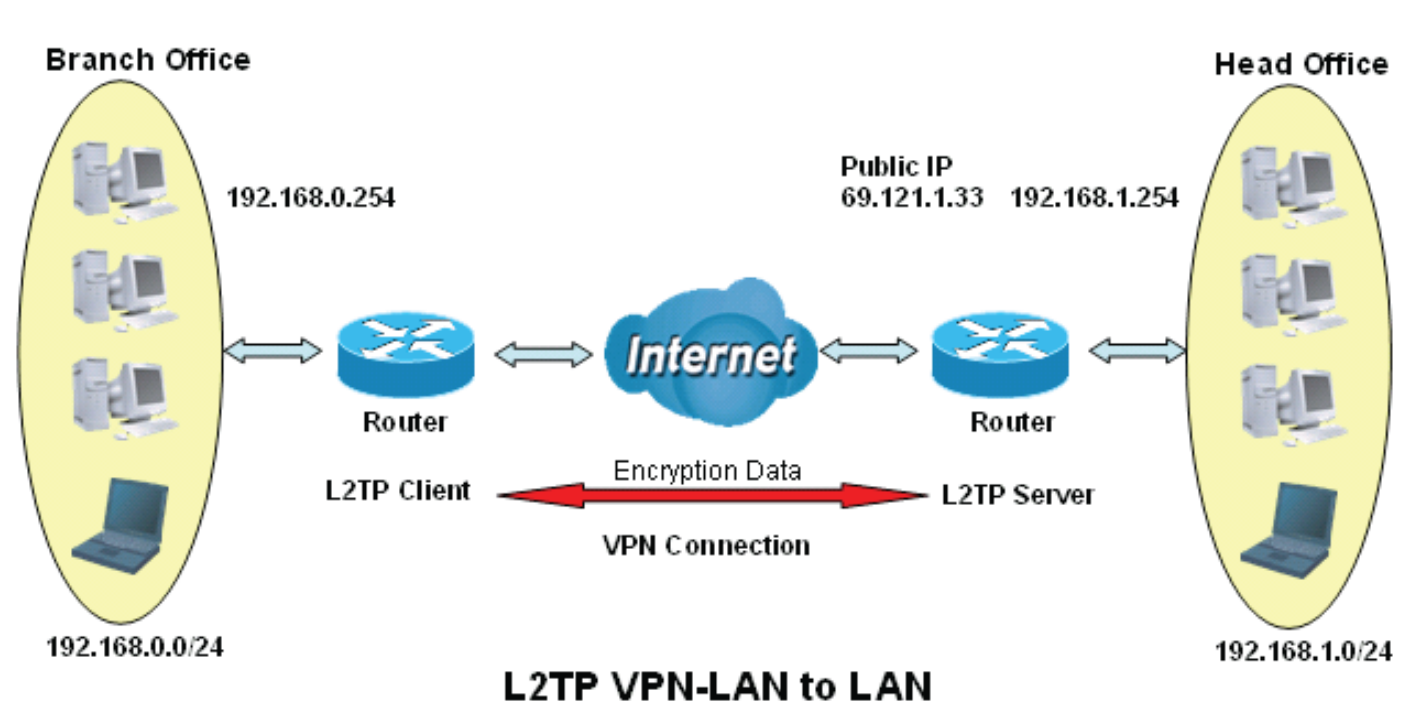 Branch Office
Head Office
Public IP
192.168.0.254
69.121.1.33 192.168.1.254
Internet
Router
Router
Encryption Data
L2TP Client
L2TP Server
VPN Connection
192.168.0.0/24
192.168.1.0/24
L2TP VPN-LAN to LAN